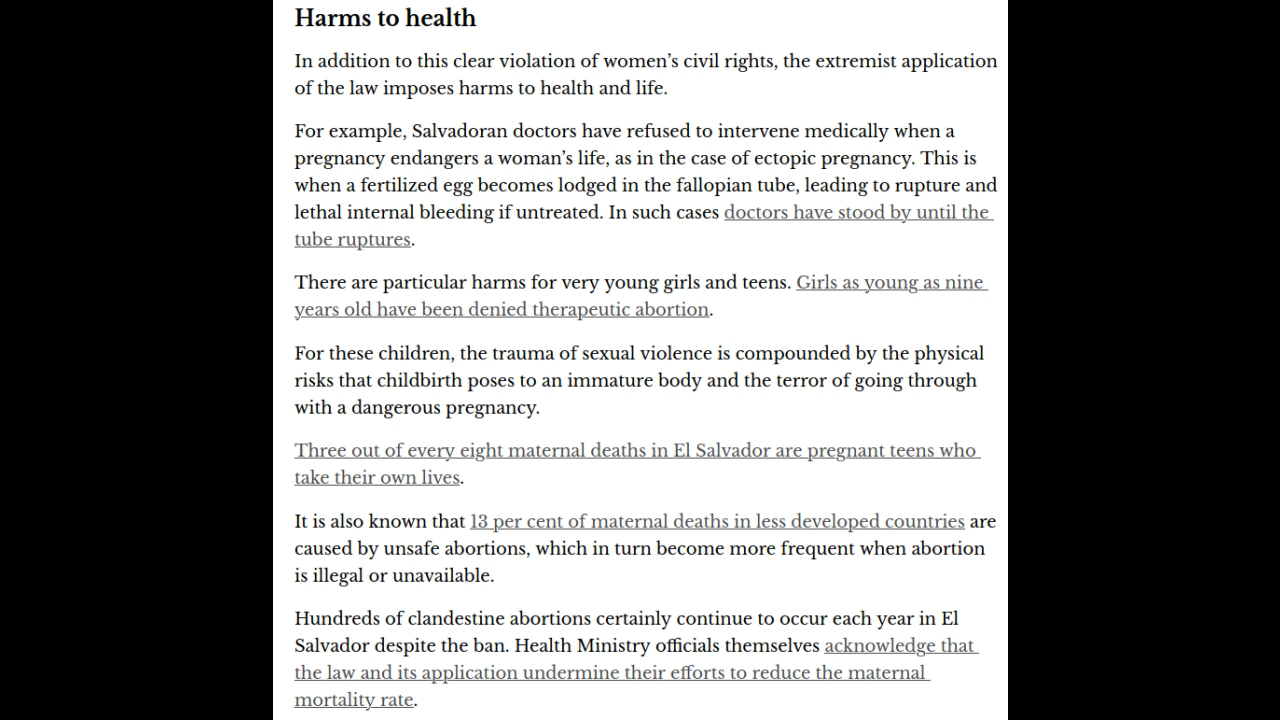 Harms to health
In addition to this clear violation of women’s civil rights, the extremist application
of the law imposes harms to health and life.
For example, Salvadoran doctors have refused to intervene medically when a
pregnancy endangers a woman’s life, as in the case of ectopic pregnancy. This is
when a fertilized egg becomes lodged in the fallopian tube, leading to rupture and
lethal internal bleeding if untreated. In such cases doctors have stood by until the
tube ruptures.
There are particular harms for very young girls and teens. Girls as young as nine
years old have been denied therapeutic abortion.
For these children, the trauma of sexual violence is compounded by the physical
risks that childbirth poses to an immature body and the terror of going through
with a dangerous pregnancy.
Three out of every eight maternal deaths in El Salvador are pregnant teens who
take their own lives.
It is also known that 13 per cent of maternal deaths in less developed countries are
caused by unsafe abortions, which in turn become more frequent when abortion
is illegal or unavailable.
Hundreds of clandestine abortions certainly continue to occur each year in El
Salvador despite the ban. Health Ministry officials themselves acknowledge that
the law and its application undermine their efforts to reduce the maternal
mortality rate.